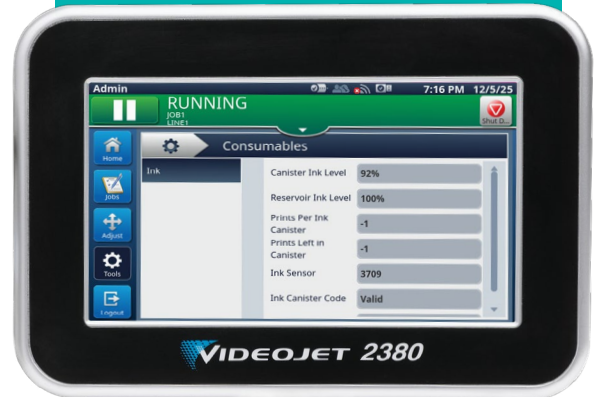 Admin 7:16 PM 12/5/25
RUNNING
JOB1
LINE1
Shut D...
Home
Consumables
Ink
Canister Ink Level 92%
Jobs
Reservoir Ink Level 100%
Prints Per Ink
Canister -1
Adjust
Prints Left in
Canister -1
Tools
Ink Sensor 3709
Ink Canister Code Valid
Logout
VIDEOJET 2380